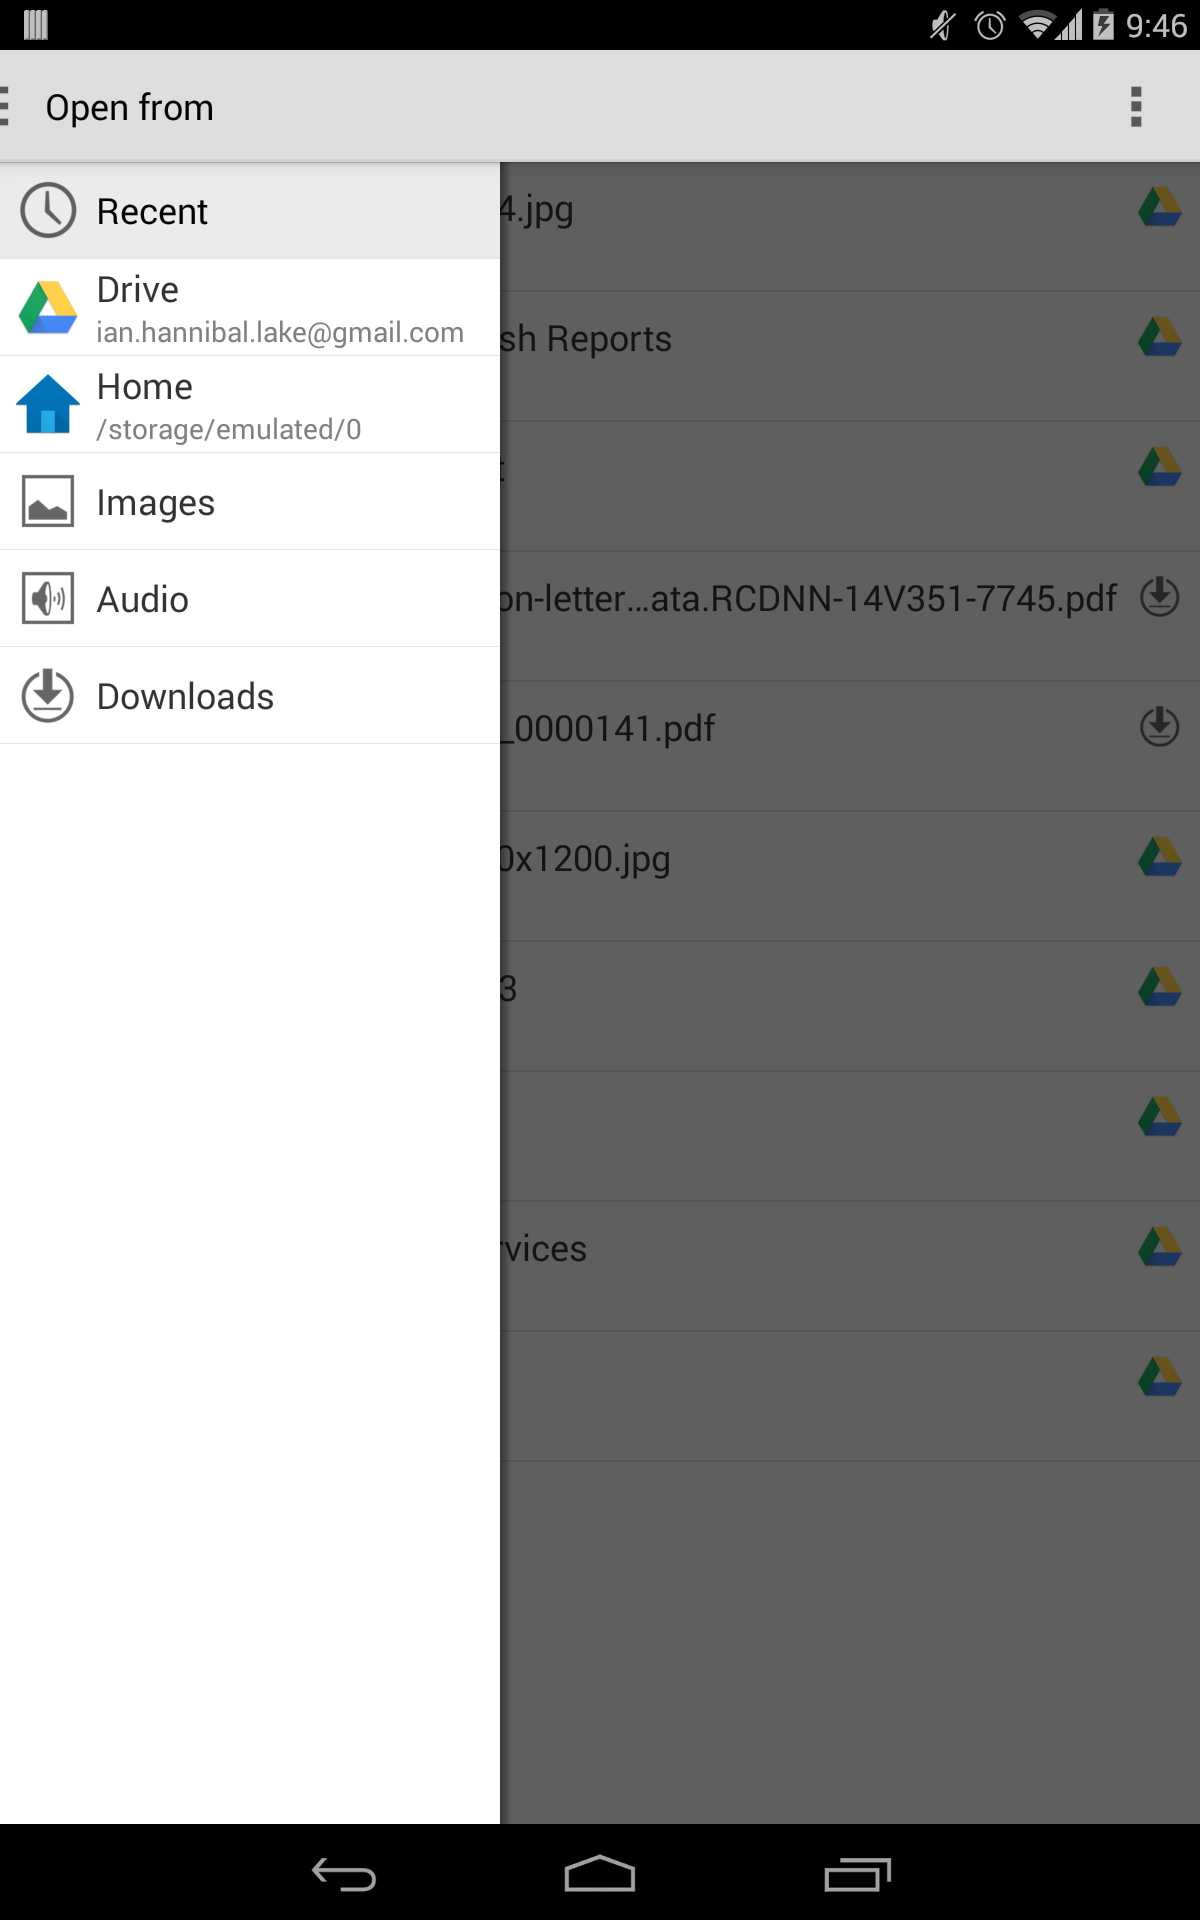 9:46
Open from
Recent
Drive
ian.hannibal.lake@gmail.com
Home
/storage/emulated/0
Images
Audio
Downloads
4.jpg
sh Reports
on-letter...ata.RCDNN-14V351-7745.pdf
_0000141.pdf
0x1200.jpg
3
vices